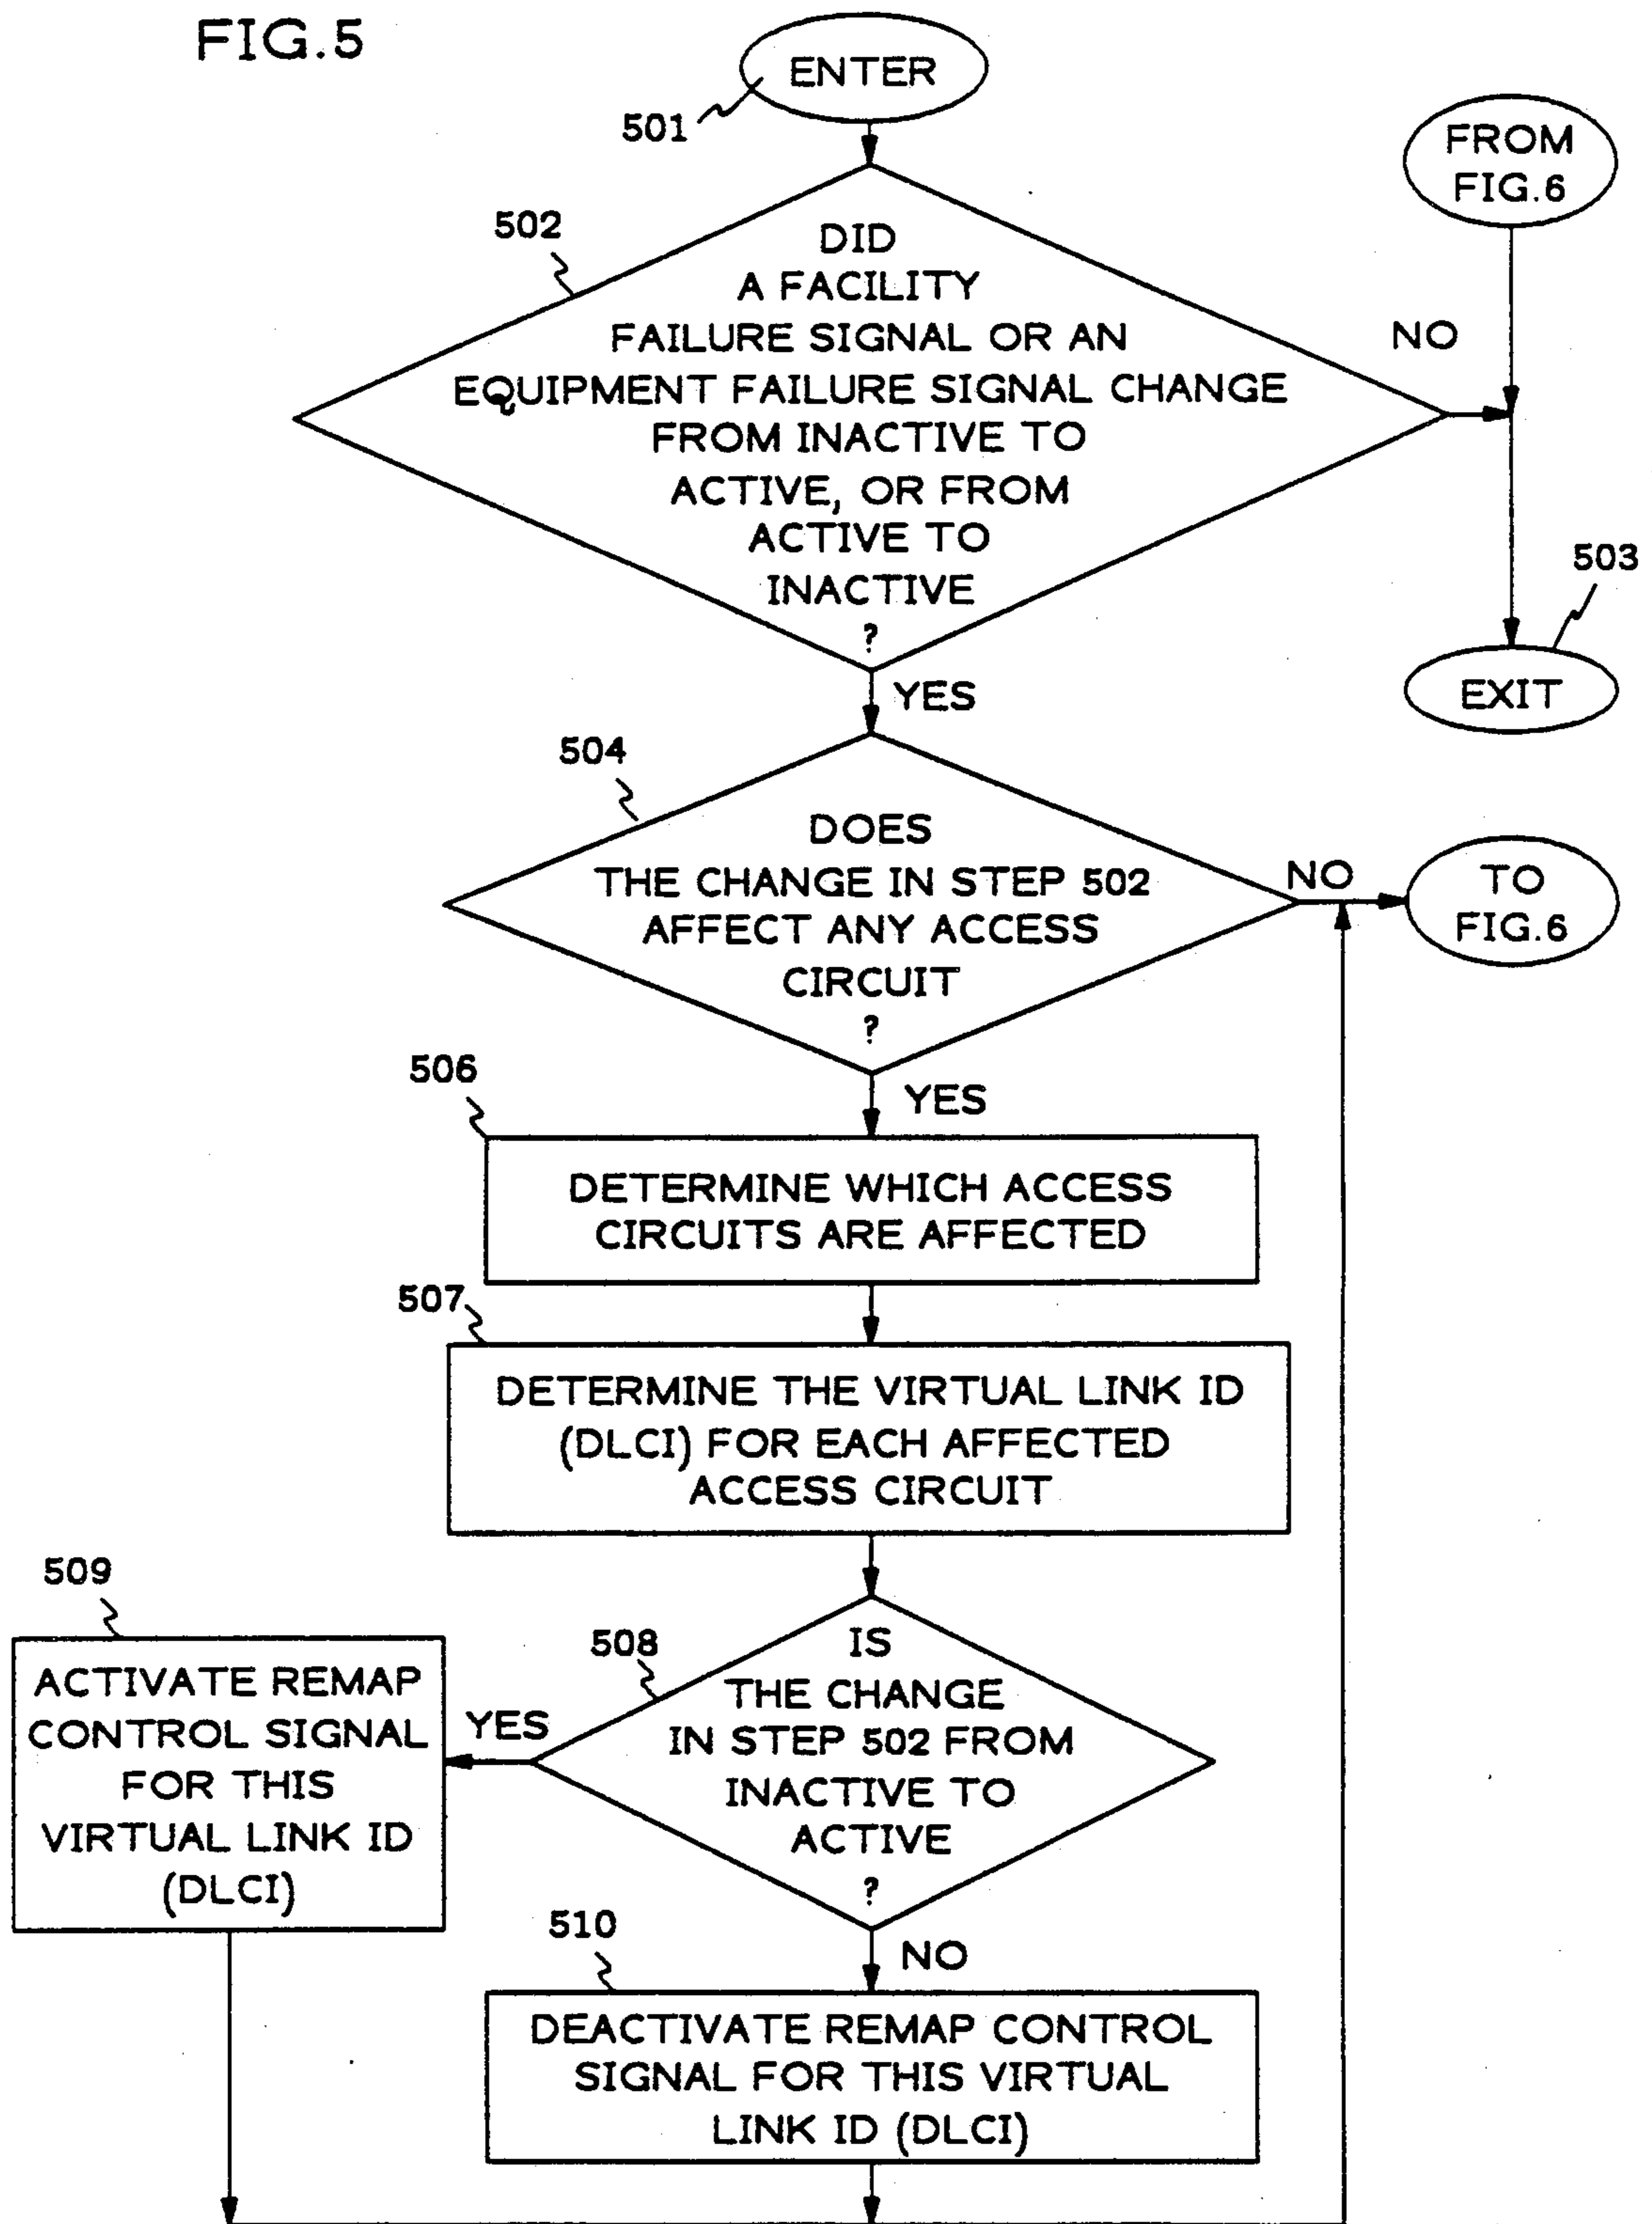 FIG.5
ENTER
501
FROM
FIG.6
502
DID
A FACILITY
FAILURE SIGNAL OR AN
EQUIPMENT FAILURE SIGNAL CHANGE
FROM INACTIVE TO
ACTIVE, OR FROM
ACTIVE TO
INACTIVE
?
NO
503
EXIT
YES
504
DOES
THE CHANGE IN STEP 502
AFFECT ANY ACCESS
CIRCUIT
?
NO
TO
FIG.6
YES
506
DETERMINE WHICH ACCESS
CIRCUITS ARE AFFECTED
507
DETERMINE THE VIRTUAL LINK ID
(DLCI) FOR EACH AFFECTED
ACCESS CIRCUIT
508
IS
THE CHANGE
IN STEP 502 FROM
INACTIVE TO
ACTIVE
?
YES
509
ACTIVATE REMAP
CONTROL SIGNAL
FOR THIS
VIRTUAL LINK ID
(DLCI)
NO
510
DEACTIVATE REMAP CONTROL
SIGNAL FOR THIS VIRTUAL
LINK ID (DLCI)